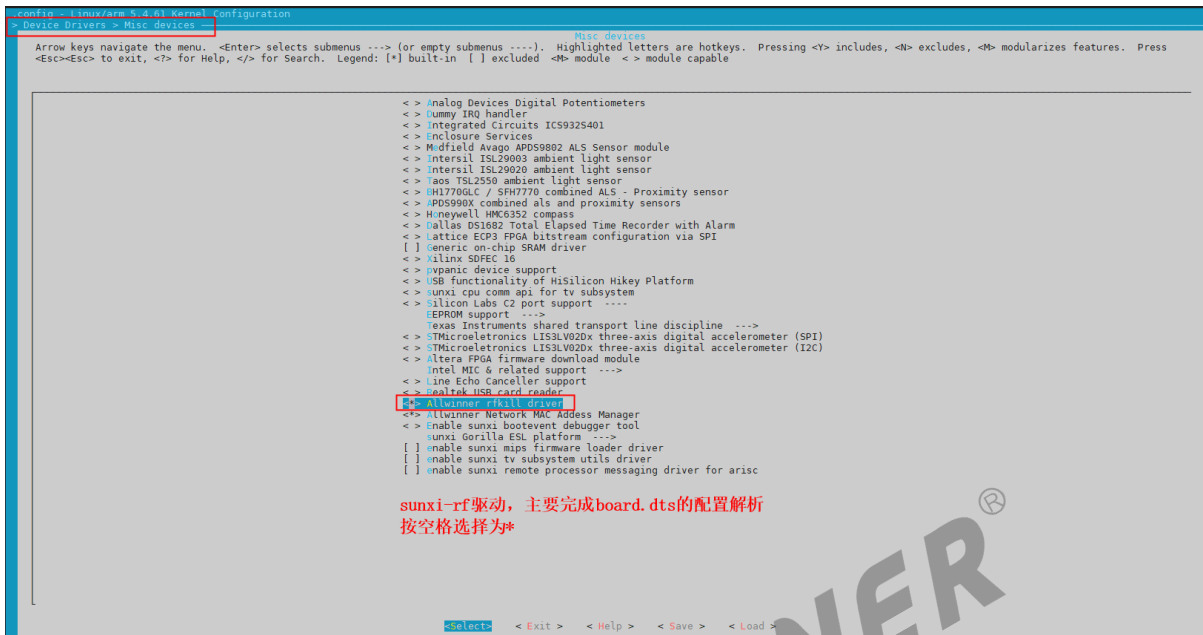 .config - Linux/arm 5.4.61 Kernel Configuration
> Device Drivers > Misc devices
Misc devices
Arrow keys navigate the menu. <Enter> selects submenus ---> (or empty submenus ----). Highlighted letters are hotkeys. Pressing <Y> includes, <N> excludes, <M> modularizes features. Press
<Esc><Esc> to exit, <?> for Help, </> for Search. Legend: [*] built-in [ ] excluded <M> module < > module capable
< > Analog Devices Digital Potentiometers
< > Dummy IRQ handler
< > Integrated Circuits ICS932S401
< > Enclosure Services
< > Medfield Avago APDS9802 ALS Sensor module
< > Intersil ISL29003 ambient light sensor
< > Intersil ISL29020 ambient light sensor
< > Taos TSL2550 ambient light sensor
< > BH1770GLC / SFH7770 combined ALS - Proximity sensor
< > APDS990X combined als and proximity sensors
< > Honeywell HMC6352 compass
< > Dallas DS1682 Total Elapsed Time Recorder with Alarm
< > Lattice ECP3 FPGA bitstream configuration via SPI
[ ] Generic on-chip SRAM driver
< > Xilinx SDFEC 16
< > pvpanic device support
< > USB functionality of HiSilicon Hikey Platform
< > sunxi cpu comm api for tv subsystem
< > Silicon Labs C2 port support ----
EEPROM support --->
Texas Instruments shared transport line discipline --->
< > STMicroeletronics LIS3LV02Dx three-axis digital accelerometer (SPI)
< > STMicroeletronics LIS3LV02Dx three-axis digital accelerometer (I2C)
< > Altera FPGA firmware download module
Intel MIC & related support --->
< > Line Echo Canceller support
< > Realtek USB card reader
<*> Allwinner rfkill driver
<*> Allwinner Network MAC Addess Manager
< > Enable sunxi bootevent debugger tool
sunxi Gorilla ESL platform --->
[ ] enable sunxi mips firmware loader driver
[ ] enable sunxi tv subsystem utils driver
[ ] enable sunxi remote processor messaging driver for arisc
sunxi-rf驱动，主要完成board.dts的配置解析
按空格选择为*
NER®
<Select> < Exit > < Help > < Save > < Load >